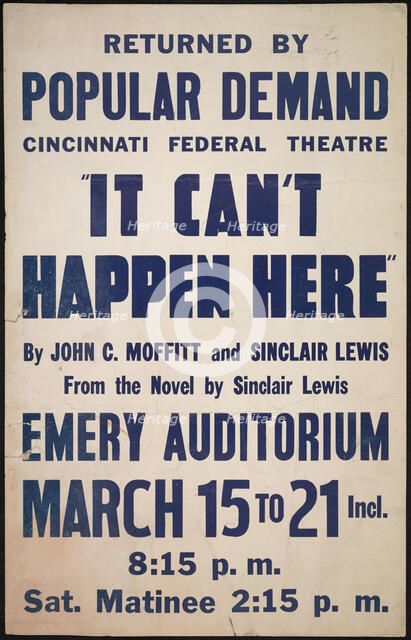 RETURNED BY
POPULAR DEMAND
CINCINNATI FEDERAL THEATRE
"IT CAN'T
HAPPEN HERE"
By JOHN C. MOFFITT and SINCLAIR LEWIS
From the Novel by Sinclair Lewis
EMERY AUDITORIUM
MARCH 15 TO 21 Incl.
8:15 p. m.
Sat. Matinee 2:15 p. m.